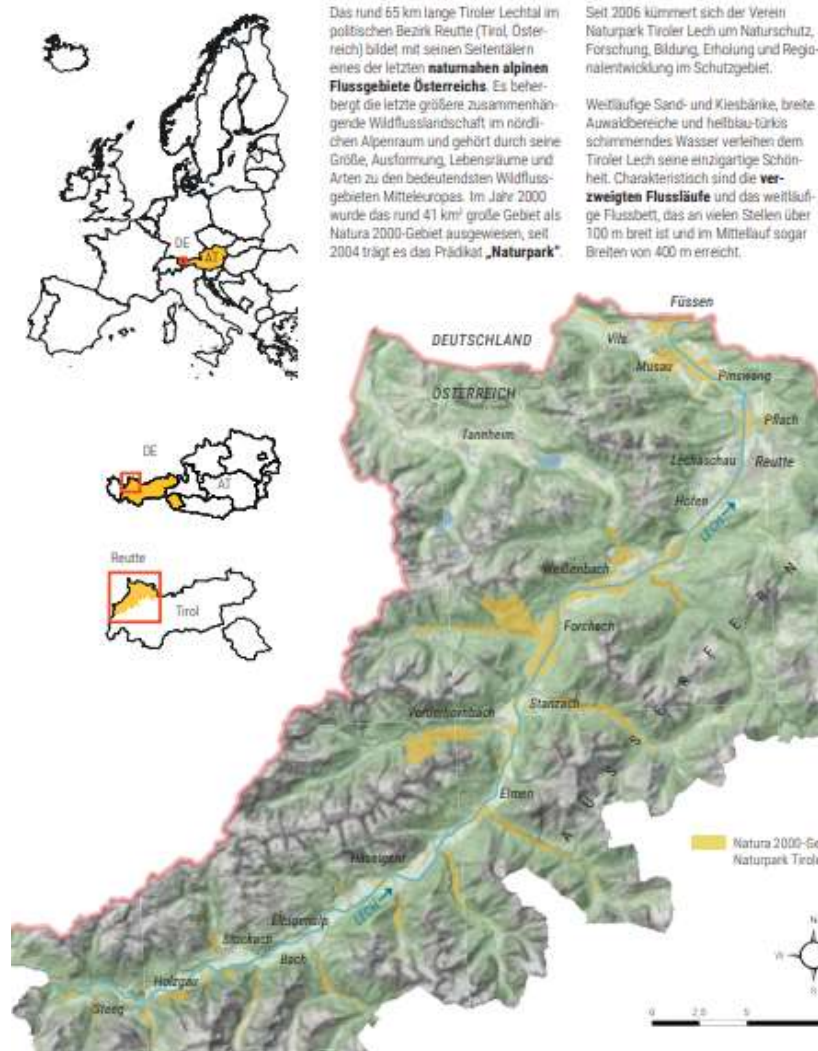 Das rund 65 km lange Tiroler Lechtal im
politischen Bezirk Reutte (Tirol, Öster-
reich) bildet mit seinen Seitentälern
eines der letzten naturnahen alpinen
Flussgebiete Österreichs. Es beher-
bergt die letzte größere zusammenhän-
gende Wildflusslandschaft im nördli-
chen Alpenraum und gehört durch seine
Größe, Ausformung, Lebensräume und
Arten zu den bedeutendsten Wildfluss-
gebieten Mitteleuropas. Im Jahr 2000
wurde das rund 41 km² große Gebiet als
Natura 2000-Gebiet ausgewiesen, seit
2004 trägt es das Prädikat „Naturpark“.
Seit 2006 kümmert sich der Verein
Naturpark Tiroler Lech um Naturschutz,
Forschung, Bildung, Erholung und Regio-
nalentwicklung im Schutzgebiet.
Weitläufige Sand- und Kiesbänke, breite
Auwaldbereiche und hellblau-türkis
schimmerndes Wasser verleihen dem
Tiroler Lech seine einzigartige Schön-
heit. Charakteristisch sind die ver-
zweigten Flussläufe und das weitläufi-
ge Flussbett, das an vielen Stellen über
100 m breit ist und im Mittellauf sogar
Breiten von 400 m erreicht.
DE
AT
DE
AT
Reutte
Tirol
Füssen
DEUTSCHLAND
Vils
Musau
Pinswang
ÖSTERREICH
Pflach
Tannheim
Lechaschau
Reutte
Höfen
LECH
Weißenbach
Forchach
AUSSERFERN
Stanzach
Vorderhornbach
Elmen
Natura 2000-Ge
Naturpark Tirole
Häselgehr
LECH
Elbigenalp
Stockach
Bach
Holzgau
Steeg
N
W
S
0 2,5 5